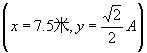 (x = 7.5米, y = √2/2 A)